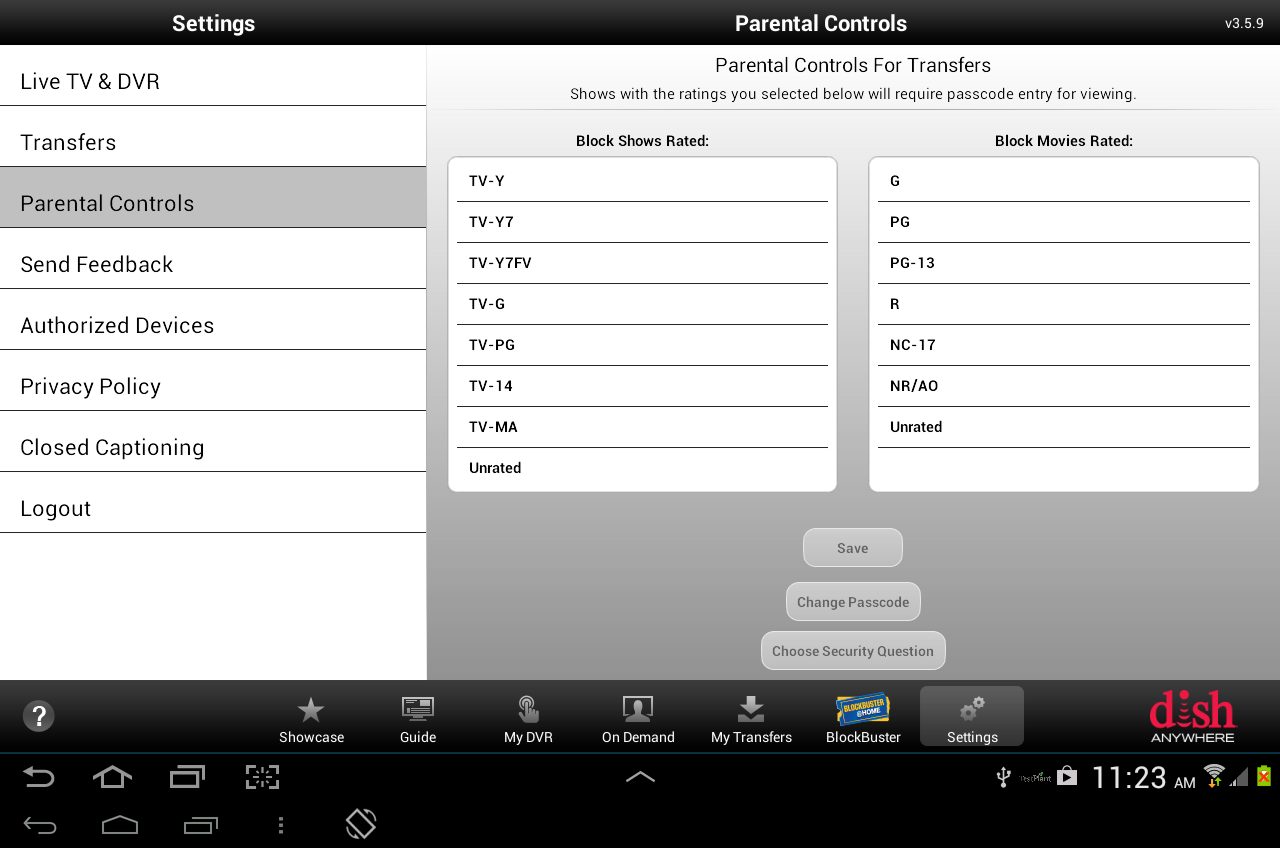 Settings
Parental Controls
v3.5.9
Live TV & DVR
Transfers
Parental Controls
Send Feedback
Authorized Devices
Privacy Policy
Closed Captioning
Logout
Parental Controls For Transfers
Shows with the ratings you selected below will require passcode entry for viewing.
Block Shows Rated:
TV-Y
TV-Y7
TV-Y7FV
TV-G
TV-PG
TV-14
TV-MA
Unrated
Block Movies Rated:
G
PG
PG-13
R
NC-17
NR/AO
Unrated
Save
Change Passcode
Choose Security Question
?
Showcase
Guide
My DVR
On Demand
My Transfers
BLOCKBUSTER
@HOME
BlockBuster
Settings
dish
ANYWHERE
TestPlant
11:23 AM